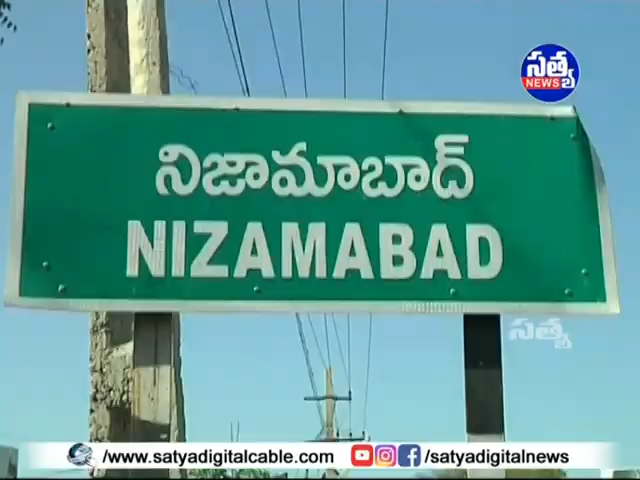 సత్య
NEWS
నిజామాబాద్
NIZAMABAD
సత్య
/www.satyadigitalcable.com/
/satyadigitalnews